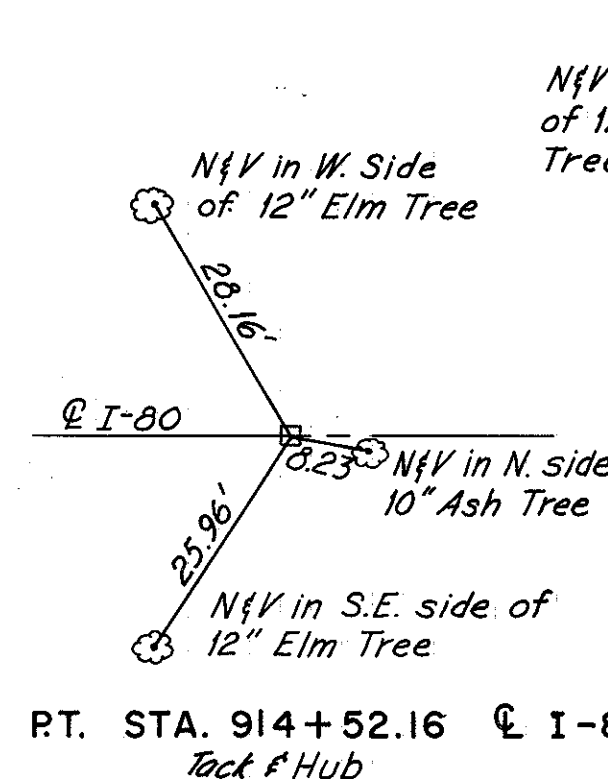 N&V
of 1
Tree
N&V in W. Side
of 12" Elm Tree
28.16'
℄ I-80
8.23
N&V in N. side
10" Ash Tree
25.96'
N&V in S.E. side of
12" Elm Tree
P.T. STA. 914+52.16 ℄ I-8
Tack & Hub